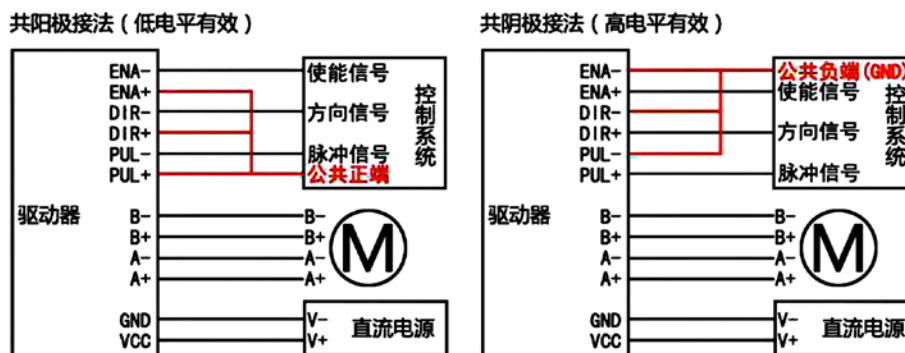 共阳极接法（低电平有效）
ENA-
ENA+
DIR-
DIR+
PUL-
PUL+
驱动器
B-
B+
A-
A+
GND
VCC
使能信号
方向信号
脉冲信号
公共正端
控制系统
B-
B+
A-
A+
M
V-
V+
直流电源
共阴极接法（高电平有效）
ENA-
ENA+
DIR-
DIR+
PUL-
PUL+
驱动器
B-
B+
A-
A+
GND
VCC
公共负端(GND)
使能信号
方向信号
脉冲信号
控制系统
B-
B+
A-
A+
M
V-
V+
直流电源